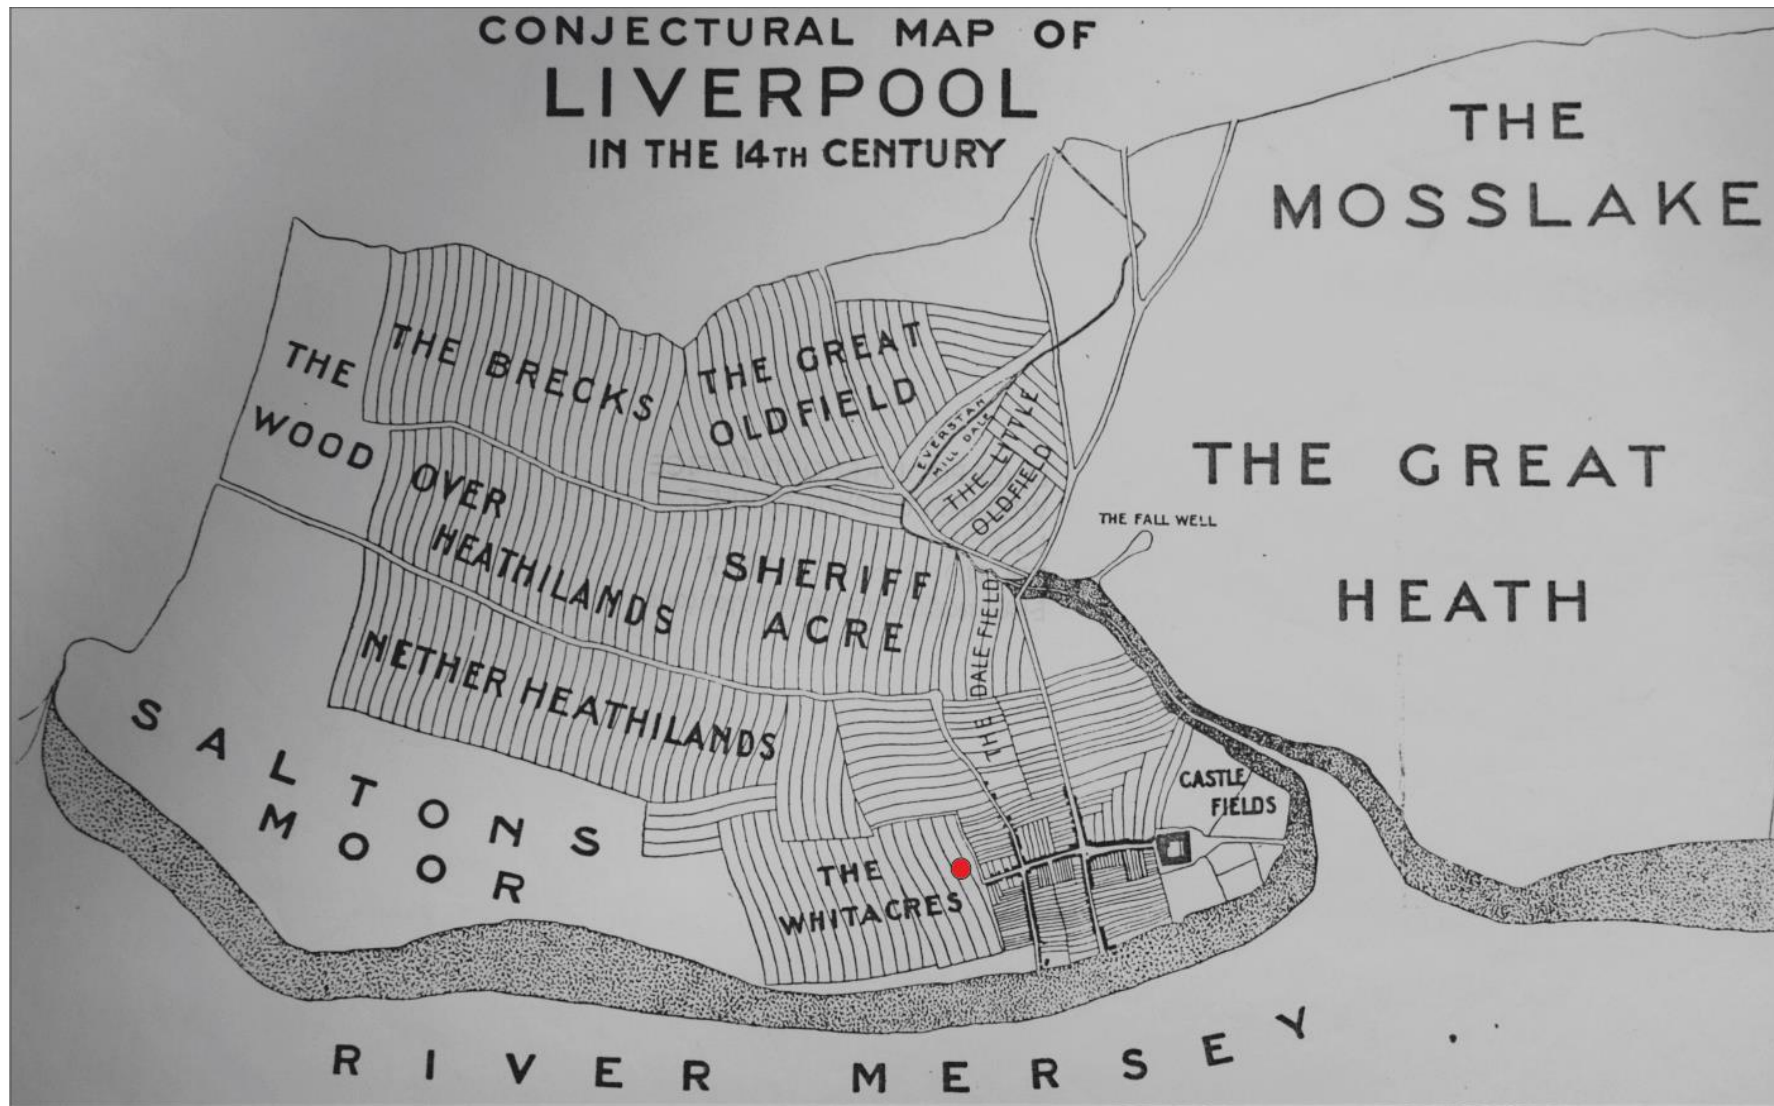 CONJECTURAL MAP OF
LIVERPOOL
IN THE 14TH CENTURY
THE
MOSSLAKE
THE GREAT
HEATH
THE BRECKS
THE GREAT
OLDFIELD
THE
WOOD
EVERSTAN
MILL DALE
THE LITTLE
OLDFIELD
OVER
HEATHILANDS
THE FALL WELL
SHERIFF
ACRE
THE DALE FIELD
NETHER HEATHILANDS
SALTONS
MOOR
CASTLE
FIELDS
THE
WHITACRES
RIVER MERSEY